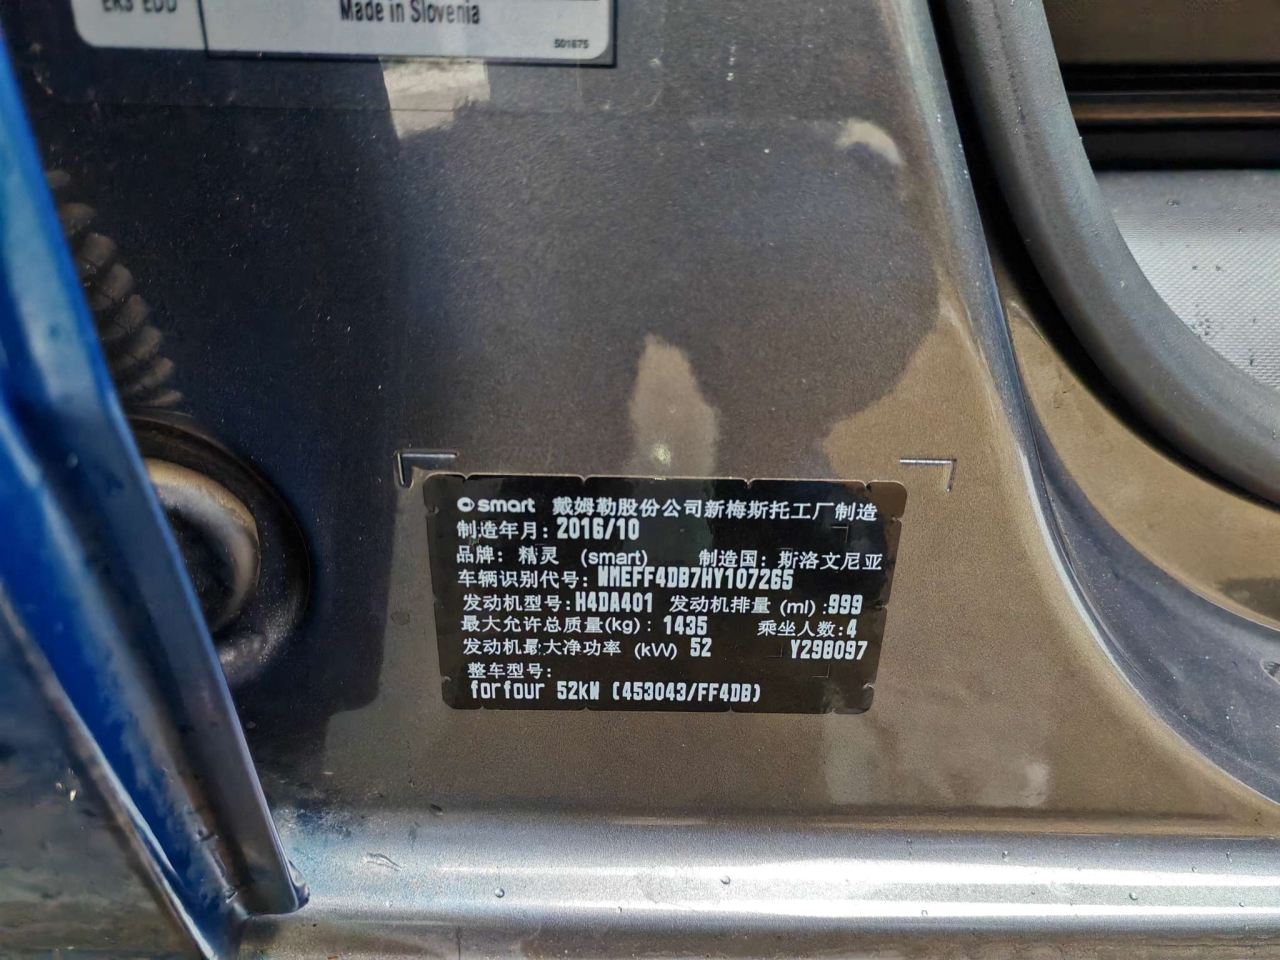 ER3 EDD
Made in Slovenia
501675
smart 戴姆勒股份公司新梅斯托工厂制造
制造年月：2016/10
品牌：精灵 (smart) 制造国：斯洛文尼亚
车辆识别代号：WMEFF4DB7HY107265
发动机型号：H4DA401 发动机排量 (ml)：999
最大允许总质量(kg)：1435 乘坐人数：4
发动机最大净功率 (kW) 52 Y298097
整车型号：
forfour 52kW (453043/FF4DB)